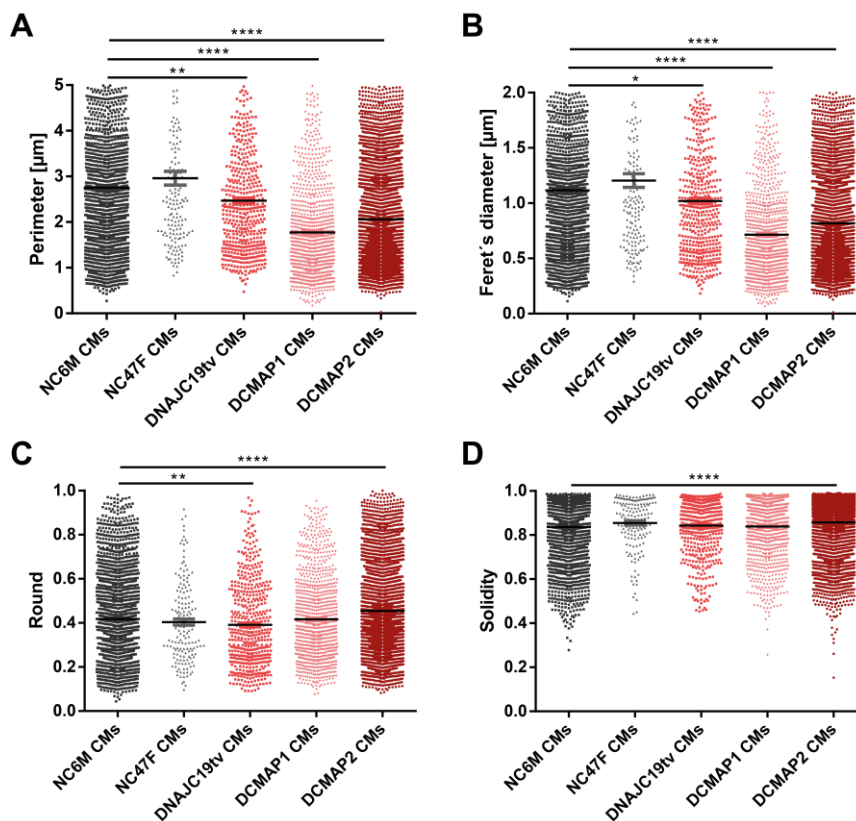 A
****
****
**
Perimeter [µm]
5
4
3
2
1
0
NC6M CMs
NC47F CMs
DNAJC19tv CMs
DCMAP1 CMs
DCMAP2 CMs
B
****
****
*
Feret´s diameter [µm]
2.0
1.5
1.0
0.5
0.0
NC6M CMs
NC47F CMs
DNAJC19tv CMs
DCMAP1 CMs
DCMAP2 CMs
C
****
**
Round
1.0
0.8
0.6
0.4
0.2
0.0
NC6M CMs
NC47F CMs
DNAJC19tv CMs
DCMAP1 CMs
DCMAP2 CMs
D
****
Solidity
1.0
0.8
0.6
0.4
0.2
0.0
NC6M CMs
NC47F CMs
DNAJC19tv CMs
DCMAP1 CMs
DCMAP2 CMs